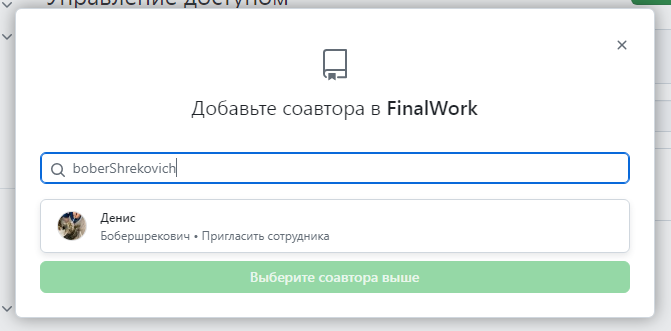 Управление доступом
Добавьте соавтора в FinalWork
boberShrekovich
Денис
Бобершрекович • Пригласить сотрудника
Выберите соавтора выше